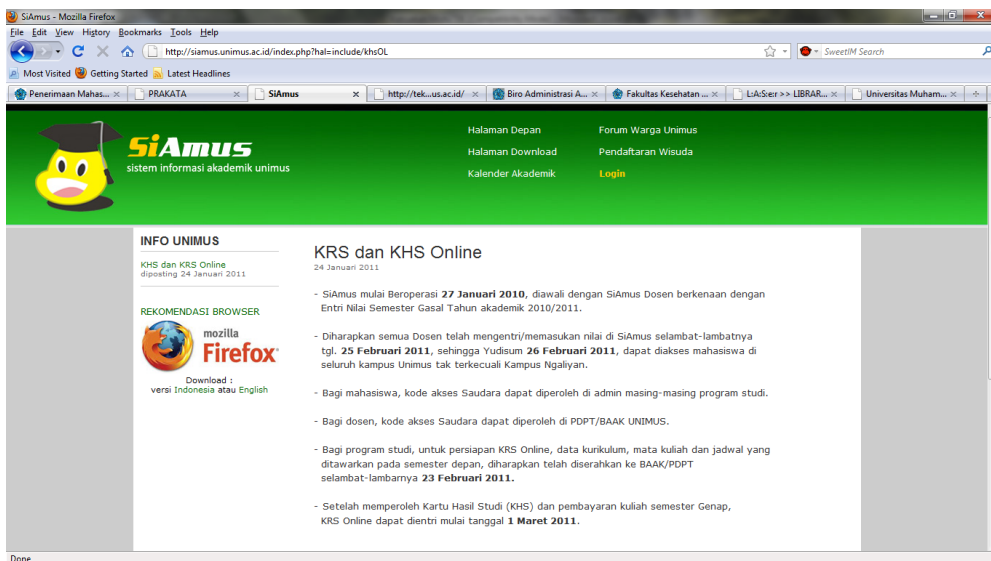 SiAmus - Mozilla Firefox
File Edit View History Bookmarks Tools Help
http://siamus.unimus.ac.id/index.php?hal=include/khsOL
SweetIM Search
Most Visited Getting Started Latest Headlines
Penerimaan Mahas... PRAKATA SiAmus http://tek...us.ac.id/ Biro Administrasi A... Fakultas Kesehatan ... L:A:S:e:r >> LIBRAR... Universitas Muham...
Halaman Depan Forum Warga Unimus
SiAmus
Halaman Download Pendaftaran Wisuda
sistem informasi akademik unimus
Kalender Akademik Login
INFO UNIMUS
KHS dan KRS Online
diposting 24 Januari 2011
REKOMENDASI BROWSER
mozilla
Firefox
Download :
versi Indonesia atau English
KRS dan KHS Online
24 Januari 2011
- SiAmus mulai Beroperasi 27 Januari 2010, diawali dengan SiAmus Dosen berkenaan dengan
Entri Nilai Semester Gasal Tahun akademik 2010/2011.
- Diharapkan semua Dosen telah mengentri/memasukan nilai di SiAmus selambat-lambatnya
tgl. 25 Februari 2011, sehingga Yudisum 26 Februari 2011, dapat diakses mahasiswa di
seluruh kampus Unimus tak terkecuali Kampus Ngaliyan.
- Bagi mahasiswa, kode akses Saudara dapat diperoleh di admin masing-masing program studi.
- Bagi dosen, kode akses Saudara dapat diperoleh di PDPT/BAAK UNIMUS.
- Bagi program studi, untuk persiapan KRS Online, data kurikulum, mata kuliah dan jadwal yang
ditawarkan pada semester depan, diharapkan telah diserahkan ke BAAK/PDPT
selambat-lambarnya 23 Februari 2011.
- Setelah memperoleh Kartu Hasil Studi (KHS) dan pembayaran kuliah semester Genap,
KRS Online dapat dientri mulai tanggal 1 Maret 2011.
Done